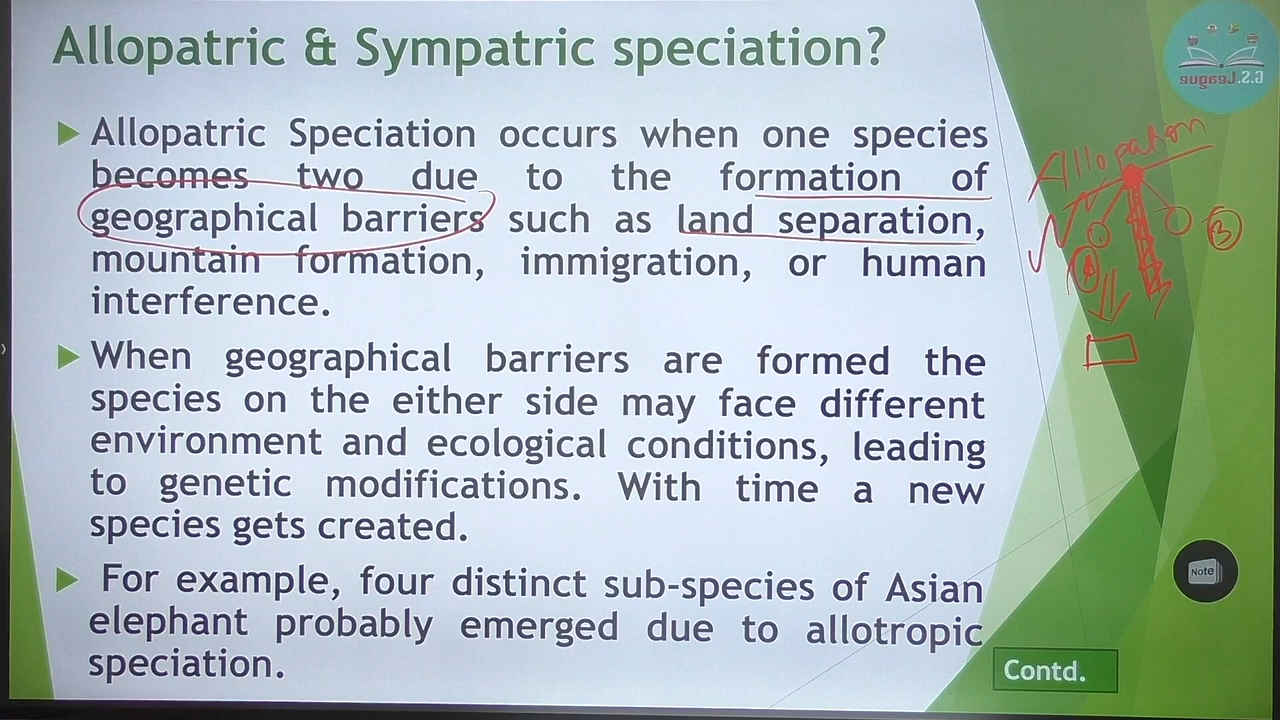 Allopatric & Sympatric speciation?
Allopatric Speciation occurs when one species
becomes two due to the formation of
geographical barriers such as land separation,
mountain formation, immigration, or human
interference.
When geographical barriers are formed the
species on the either side may face different
environment and ecological conditions, leading
to genetic modifications. With time a new
species gets created.
For example, four distinct sub-species of Asian
elephant probably emerged due to allotropic
speciation.
Contd.
Note
G.S.League
A
B